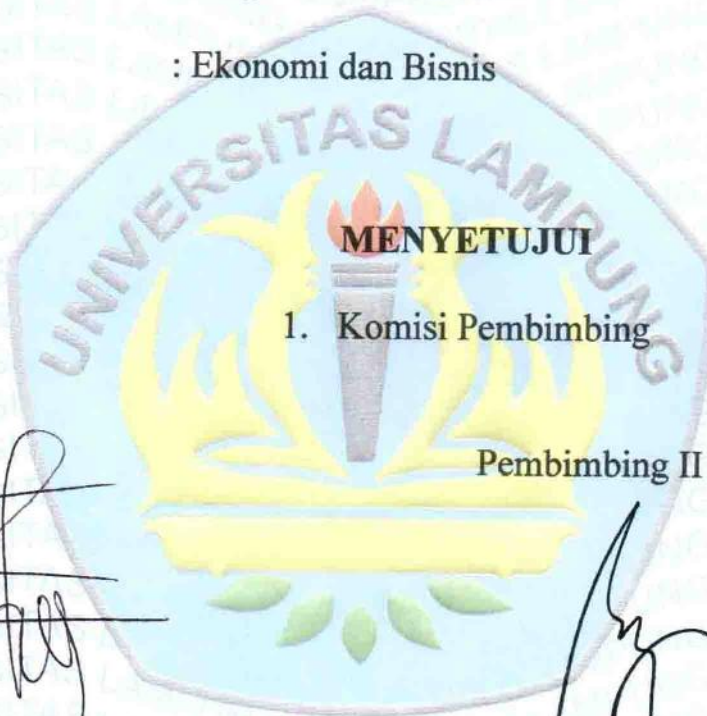 : Ekonomi dan Bisnis
UNIVERSITAS LAMPUNG
MENYETUJUI
1. Komisi Pembimbing
Pembimbing II